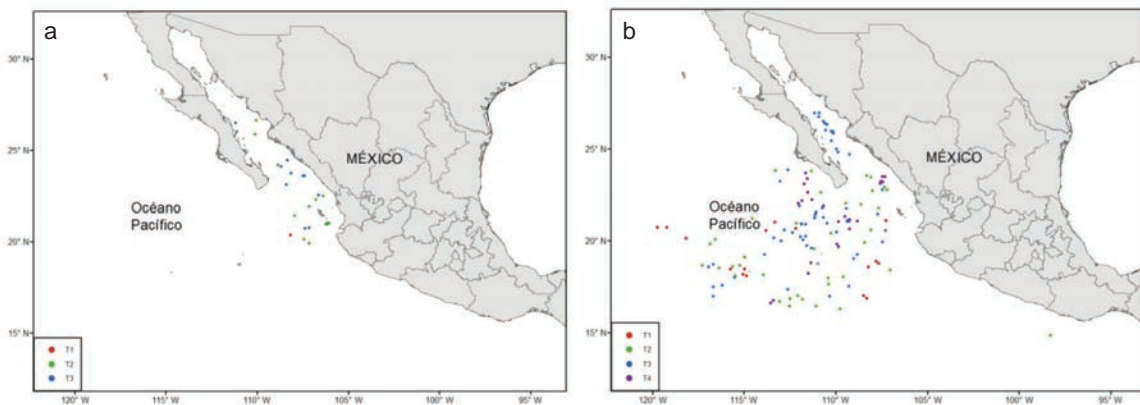 a
30° N
25° N
20° N
15° N
MÉXICO
Océano
Pacífico
T1
T2
T3
120° W
115° W
110° W
105° W
100° W
95° W
b
30° N
25° N
20° N
15° N
MÉXICO
Océano
Pacífico
T1
T2
T3
T4
120° W
115° W
110° W
105° W
100° W
95° W